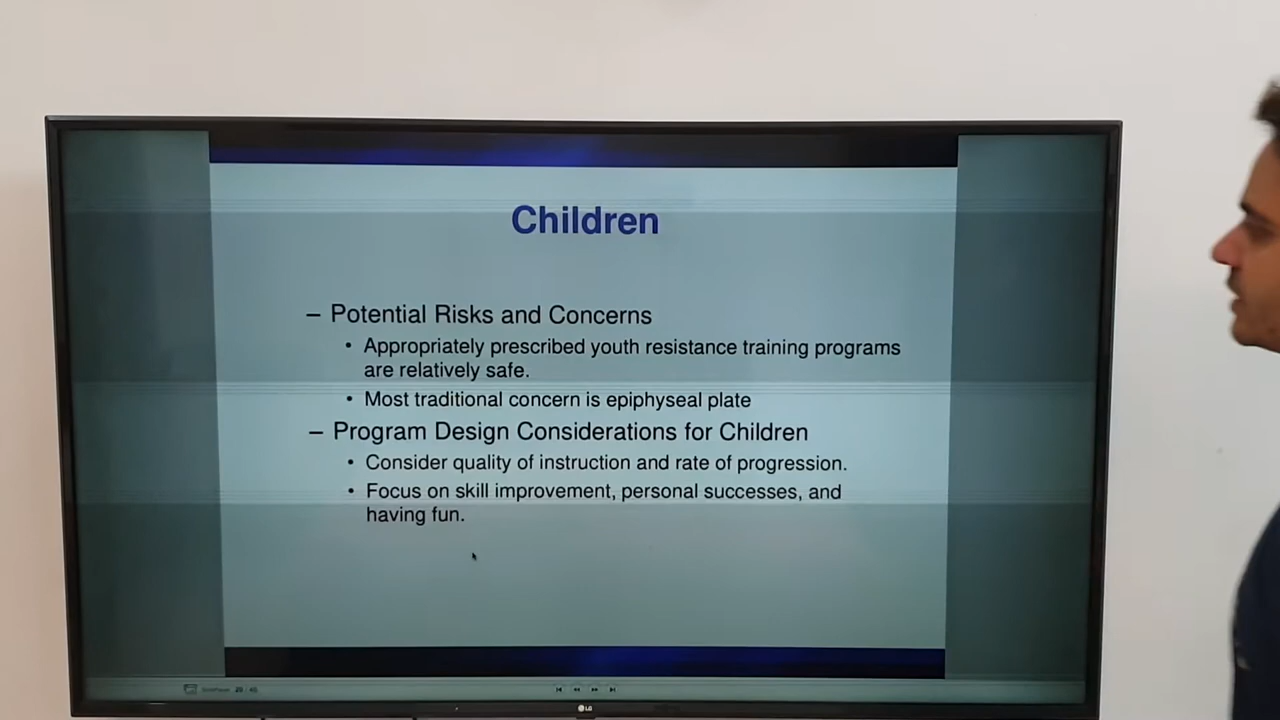 Children
– Potential Risks and Concerns
• Appropriately prescribed youth resistance training programs
are relatively safe.
• Most traditional concern is epiphyseal plate
– Program Design Considerations for Children
• Consider quality of instruction and rate of progression.
• Focus on skill improvement, personal successes, and
having fun.
LG